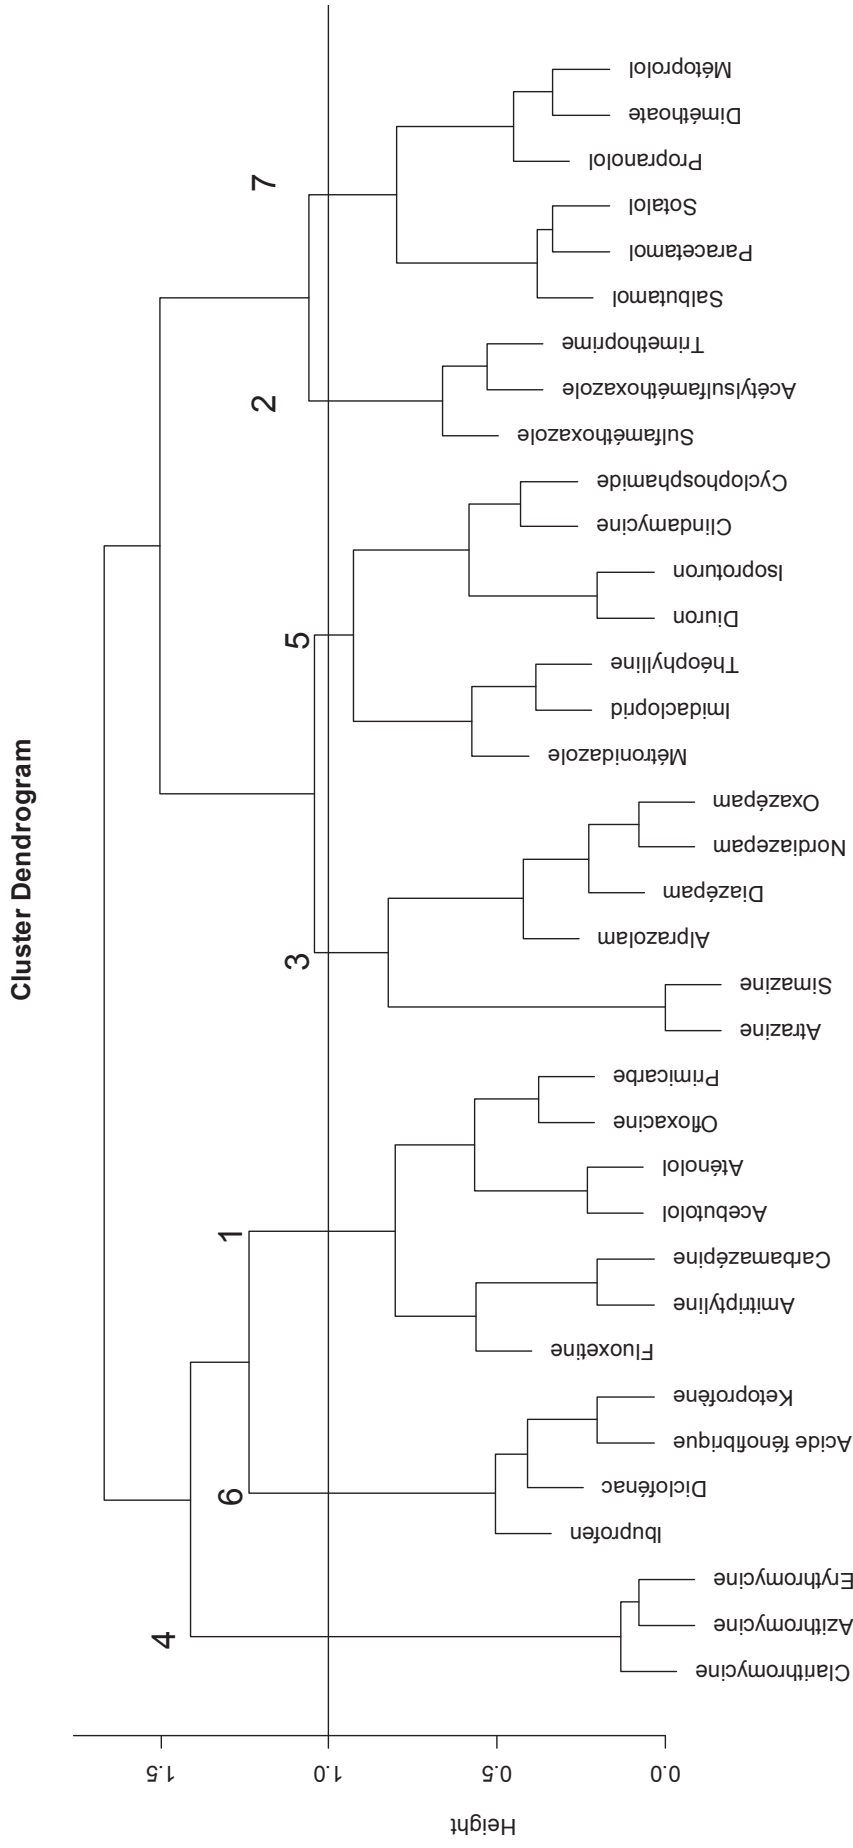 Cluster Dendrogram
Height
0.0
0.5
1.0
1.5
4
6
1
3
5
2
7
Clarithromycine
Azithromycine
Erythromycine
Ibuprofen
Diclofénac
Acide fénofibrique
Ketoprofène
Fluoxetine
Amitriptyline
Carbamazépine
Acebutolol
Aténolol
Ofloxacine
Primicarbe
Atrazine
Simazine
Alprazolam
Diazépam
Nordiazepam
Oxazépam
Métronidazole
Imidacloprid
Théophylline
Diuron
Isoproturon
Clindamycine
Cyclophosphamide
Sulfaméthoxazole
Acétylsulfaméthoxazole
Trimethoprime
Salbutamol
Paracetamol
Sotalol
Propranolol
Diméthoate
Métoprolol